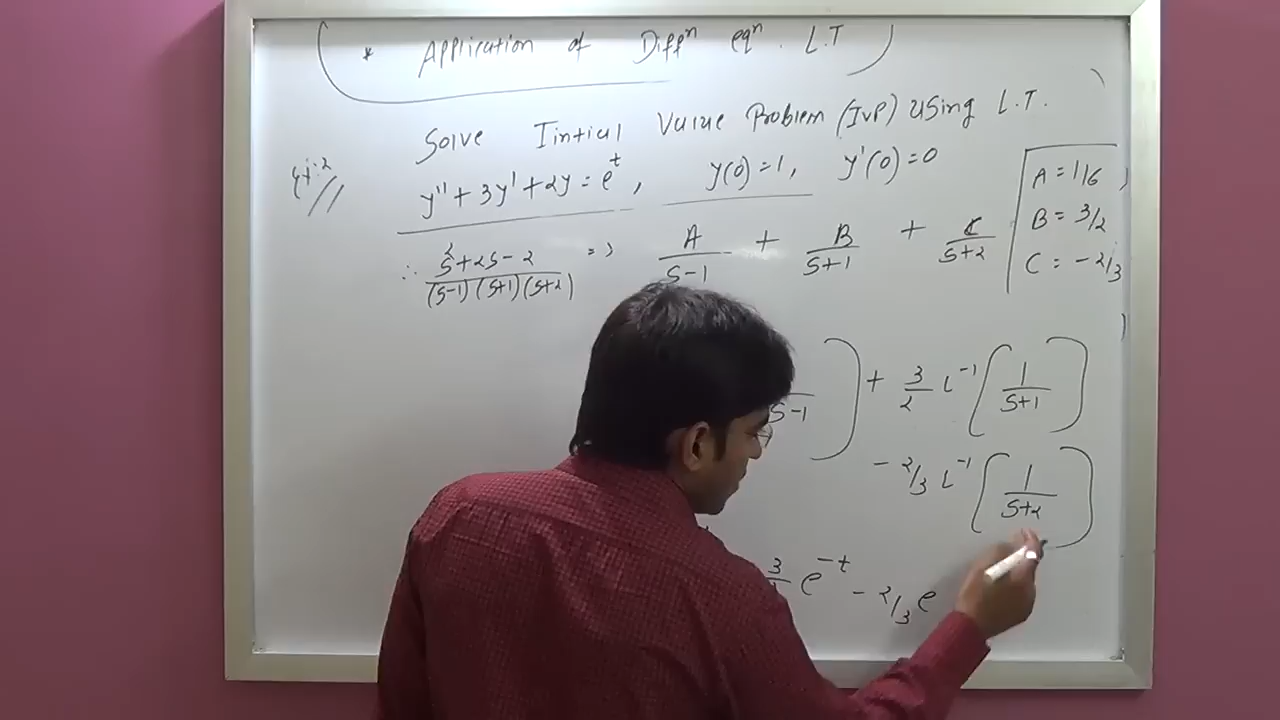 * Application of Diffⁿ eqⁿ. L.T
Solve Intial Value Problem (IVP) using L.T.
y'' + 3y' + 2y = e^t, y(0)=1, y'(0)=0
∴ s²+2s-2 / (s-1)(s+1)(s+2) => A/s-1 + B/s+1 + C/s+2
A = 1/6
B = 3/2
C = -2/3
s-1 ) + 3/2 L⁻¹ ( 1/s+1 )
- 2/3 L⁻¹ ( 1/s+2 )
e^-t - 2/3 e